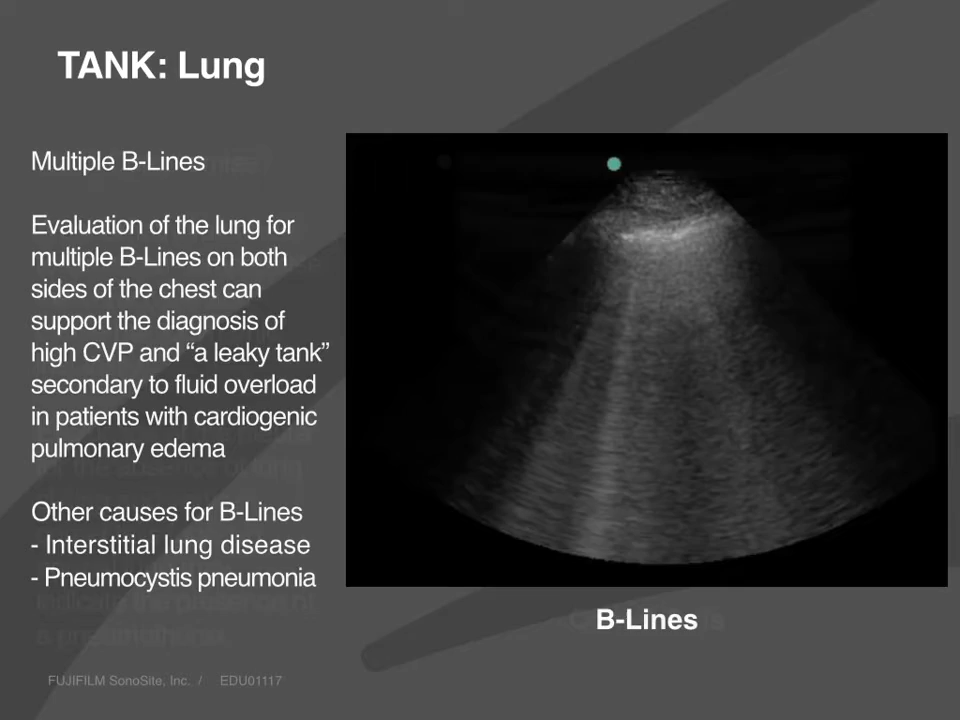 TANK: Lung
Multiple B-Lines
Evaluation of the lung for
multiple B-Lines on both
sides of the chest can
support the diagnosis of
high CVP and “a leaky tank”
secondary to fluid overload
in patients with cardiogenic
pulmonary edema
Other causes for B-Lines
- Interstitial lung disease
- Pneumocystis pneumonia
B-Lines
FUJIFILM SonoSite, Inc. / EDU01117